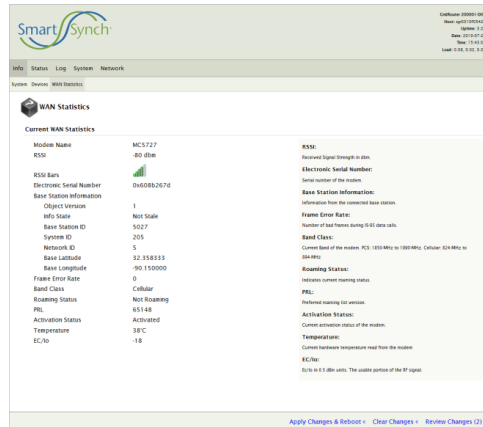 Smart Synch
Info Status Log System Network
System Devices WAN Statistics
WAN Statistics
Current WAN Statistics
Modem Name MC5727
RSSI -80 dbm
RSSI Bars
Electronic Serial Number 0x608b267d
Base Station Information
Object Version 1
Info State Not Stale
Base Station ID 5027
System ID 205
Network ID 5
Base Latitude 32.358333
Base Longitude -90.150000
Frame Error Rate 0
Band Class Cellular
Roaming Status Not Roaming
PRL 65148
Activation Status Activated
Temperature 38°C
EC/Io -18
RSSI:
Received Signal Strength in dbm.
Electronic Serial Number:
Serial number of the modem.
Base Station Information:
Information from the connected base station.
Frame Error Rate:
Number of bad frames during IS-95 data calls.
Band Class:
Current Band of the modem. PCS: 1850-MHz to 1990-MHz. Cellular: 824-MHz to
894-MHz
Roaming Status:
Indicates current roaming status.
PRL:
Preferred roaming list version.
Activation Status:
Current activation status of the modem.
Temperature:
Current hardware temperature read from the modem
EC/Io:
Ec/Io in 0.5 dBm units. The usable portion of the RF signal.
Apply Changes & Reboot < Clear Changes < Review Changes (2)